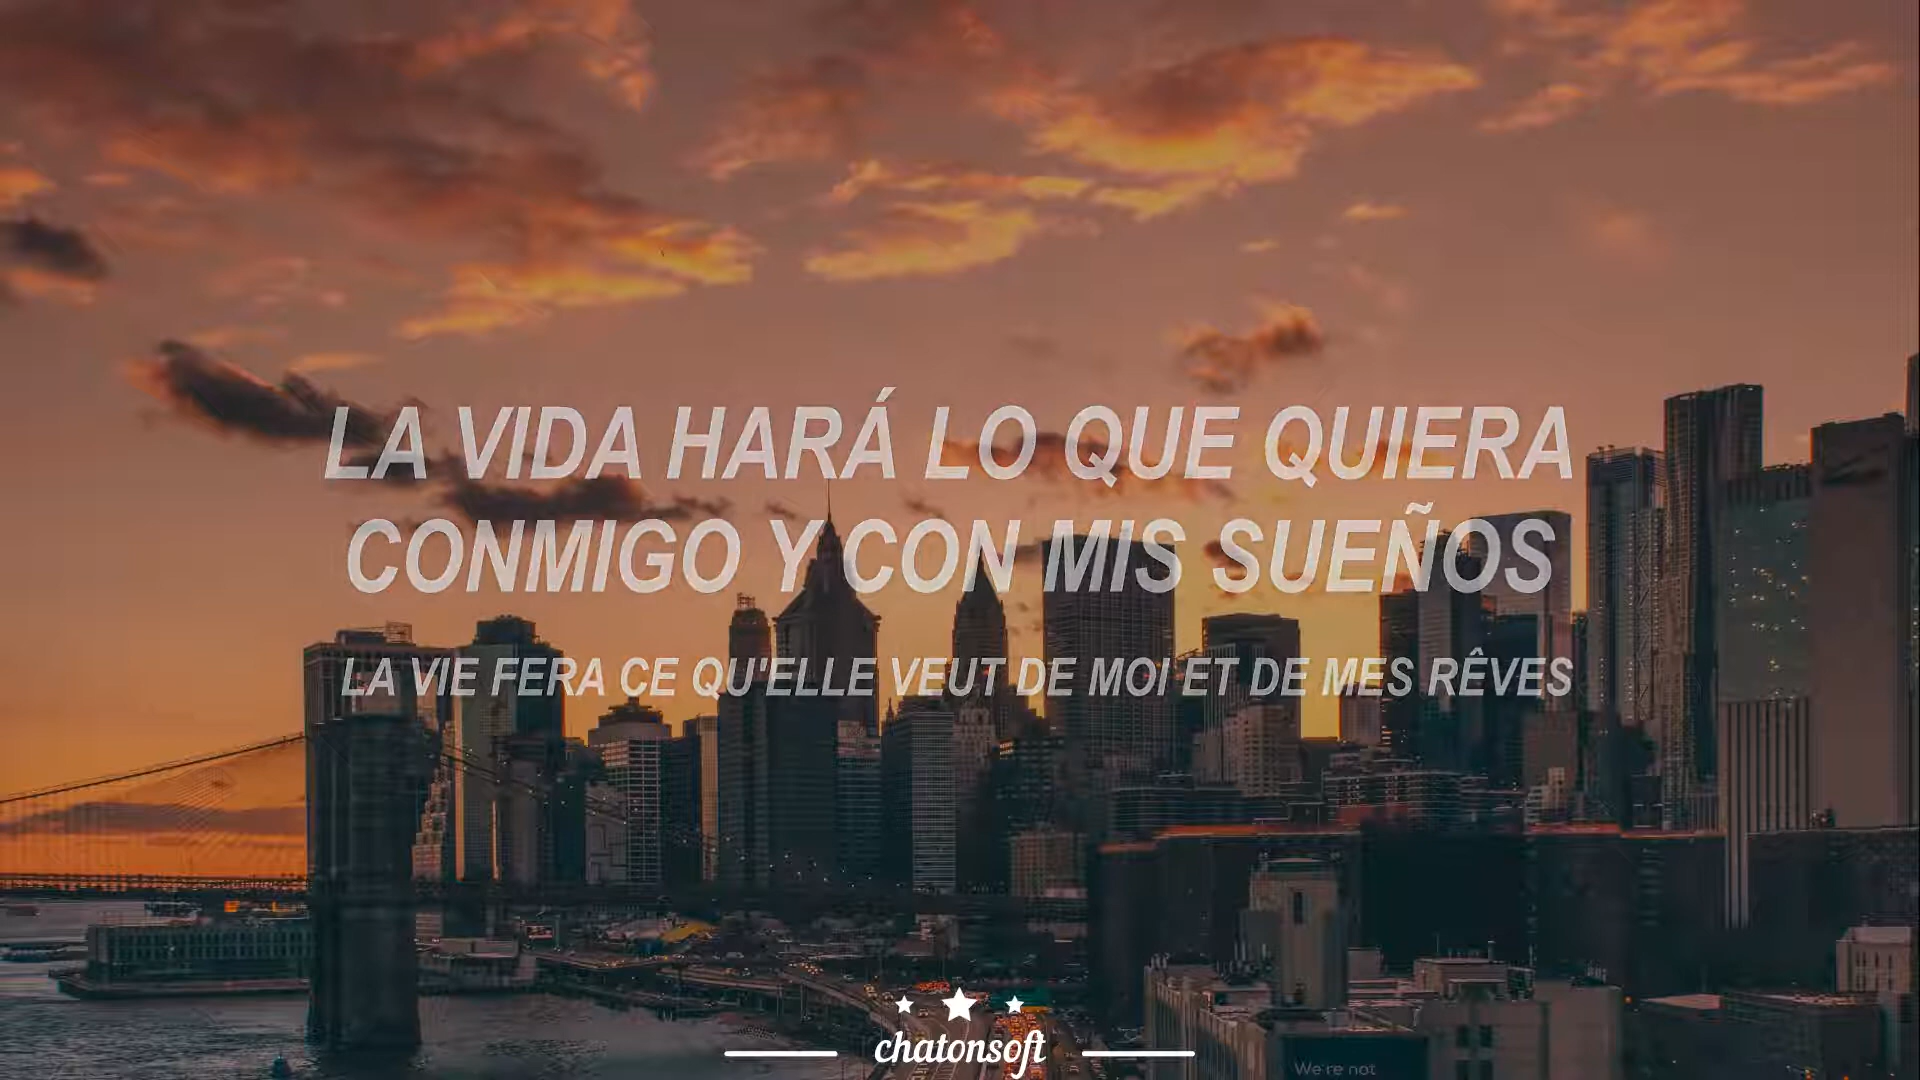 LA VIDA HARÁ LO QUE QUIERA
CONMIGO Y CON MIS SUEÑOS
LA VIE FERA CE QU'ELLE VEUT DE MOI ET DE MES RÊVES
chatonsoft
We're not